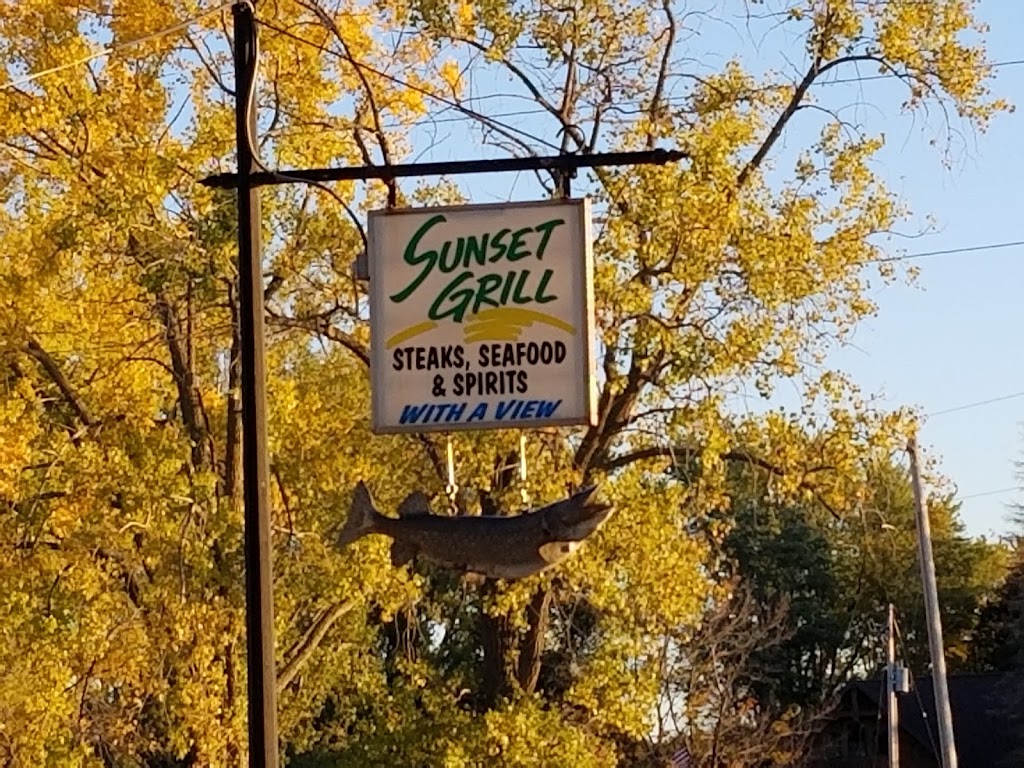 SUNSET
GRILL
STEAKS, SEAFOOD
& SPIRITS
WITH A VIEW